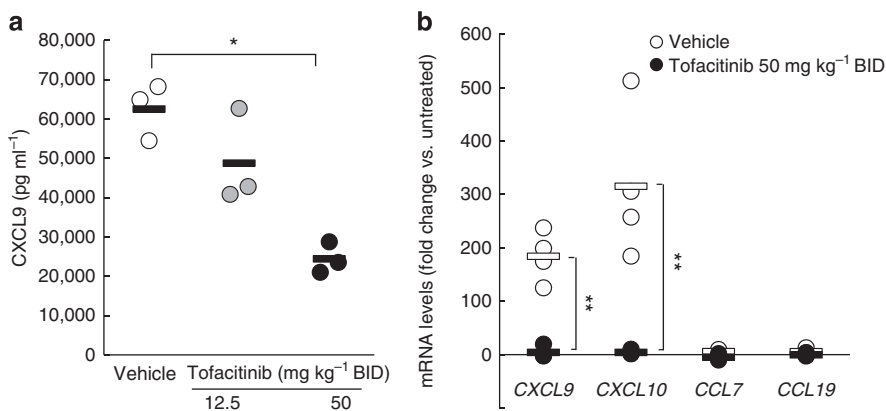 a
80,000
70,000
60,000
50,000
40,000
30,000
20,000
10,000
0
CXCL9 (pg ml⁻¹)
*
Vehicle
Tofacitinib (mg kg⁻¹ BID)
12.5 50
b
600
500
400
300
200
100
0
mRNA levels (fold change vs. untreated)
Vehicle
Tofacitinib 50 mg kg⁻¹ BID
**
**
CXCL9 CXCL10 CCL7 CCL19